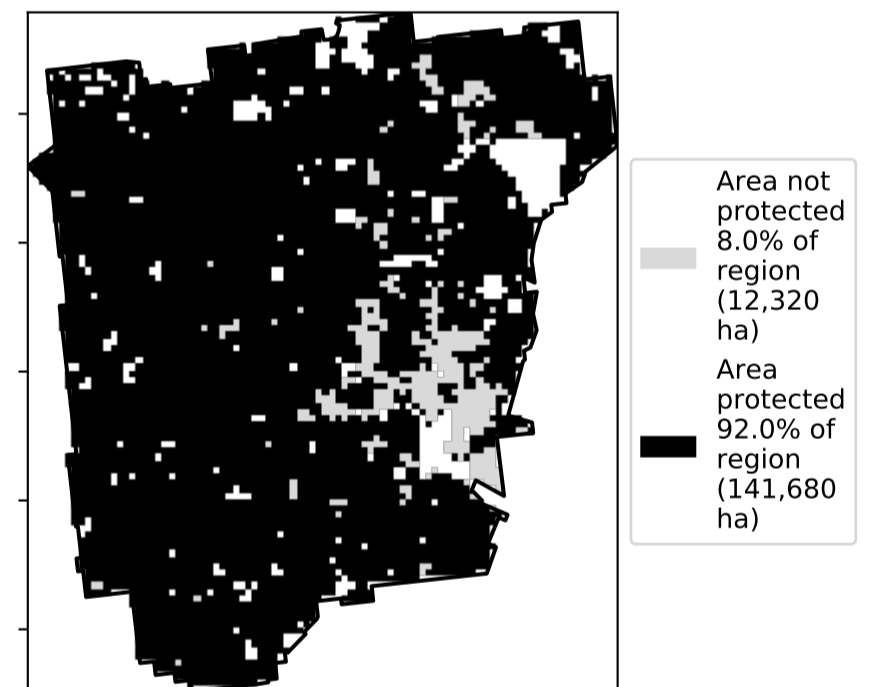 Area not
protected
8.0% of
region
(12,320
ha)
Area
protected
92.0% of
region
(141,680
ha)